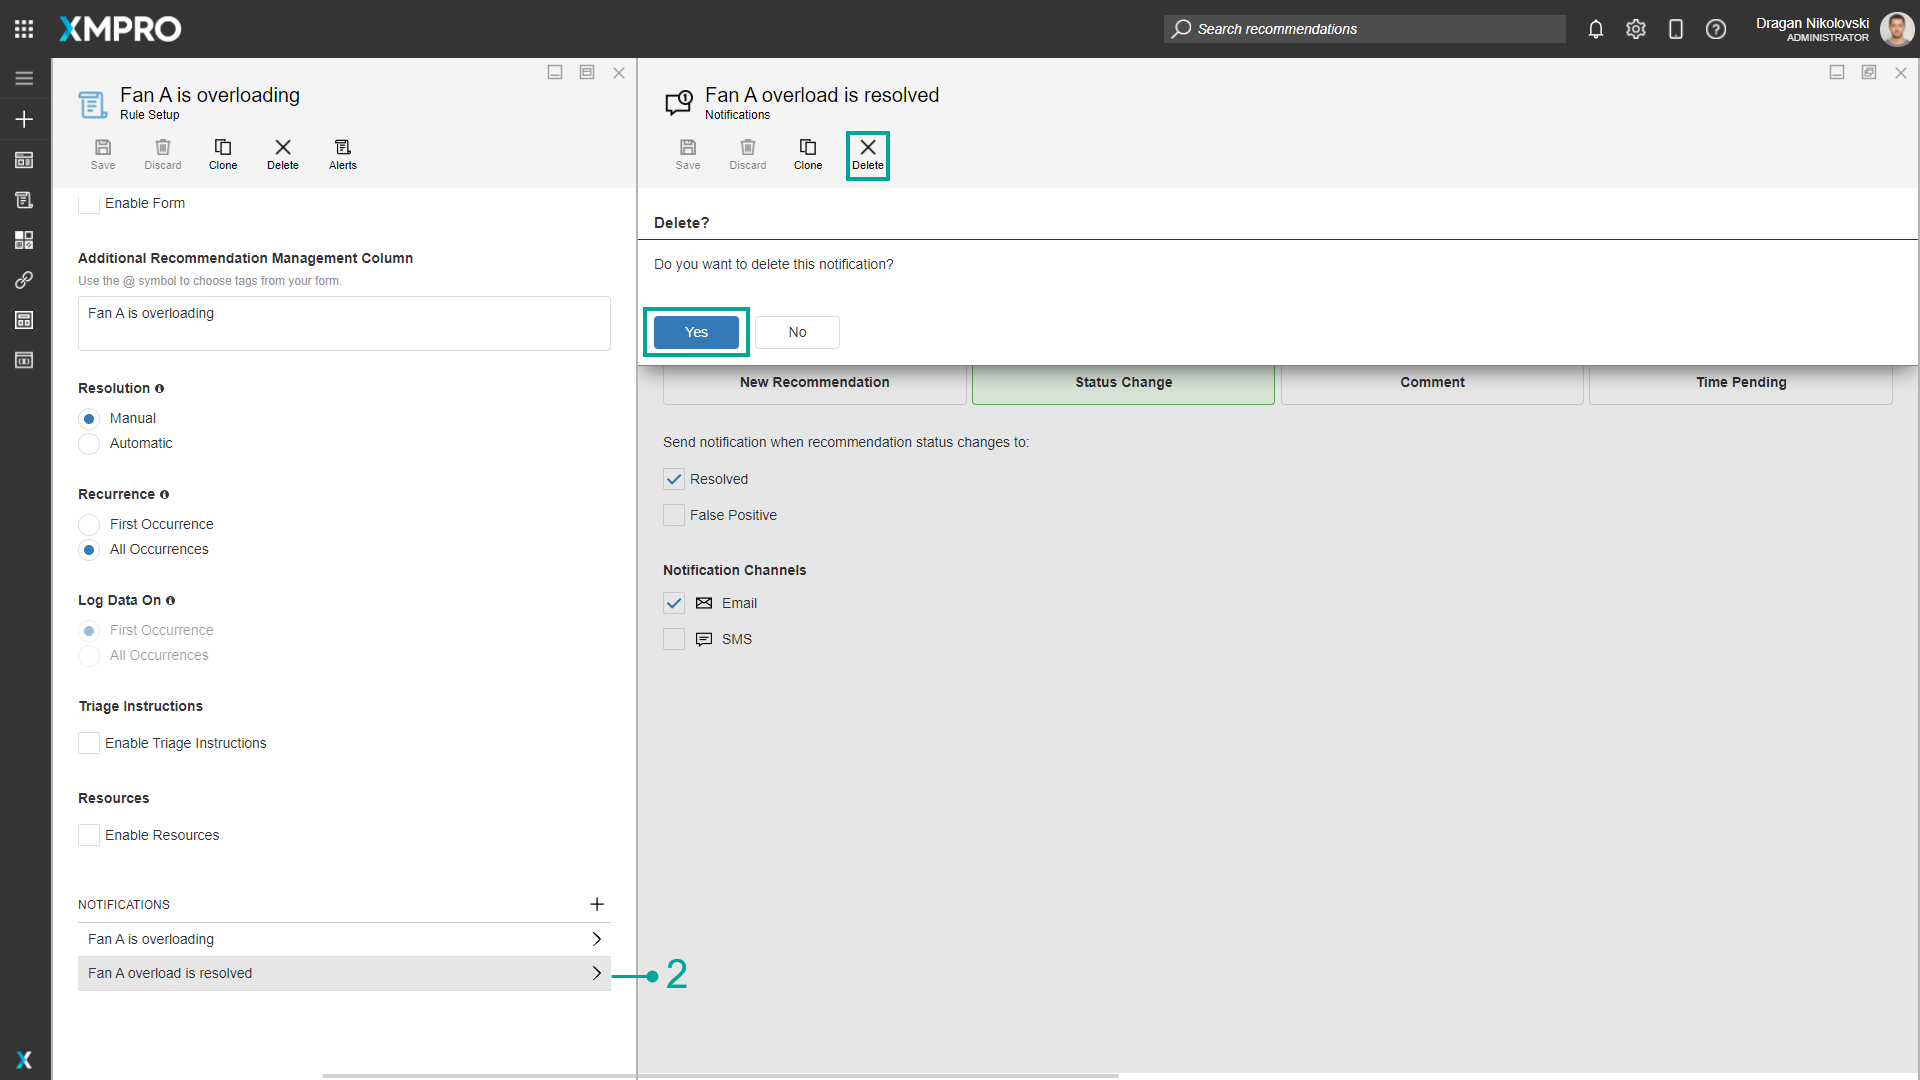 XMPRO
Search recommendations
Dragan Nikolovski
ADMINISTRATOR
Fan A is overloading
Rule Setup
Save
Discard
Clone
Delete
Alerts
Enable Form
Additional Recommendation Management Column
Use the @ symbol to choose tags from your form.
Fan A is overloading
Resolution
Manual
Automatic
Recurrence
First Occurrence
All Occurrences
Log Data On
First Occurrence
All Occurrences
Triage Instructions
Enable Triage Instructions
Resources
Enable Resources
NOTIFICATIONS
Fan A is overloading
Fan A overload is resolved
2
Fan A overload is resolved
Notifications
Save
Discard
Clone
Delete
Delete?
Do you want to delete this notification?
Yes
No
New Recommendation
Status Change
Comment
Time Pending
Send notification when recommendation status changes to:
Resolved
False Positive
Notification Channels
Email
SMS